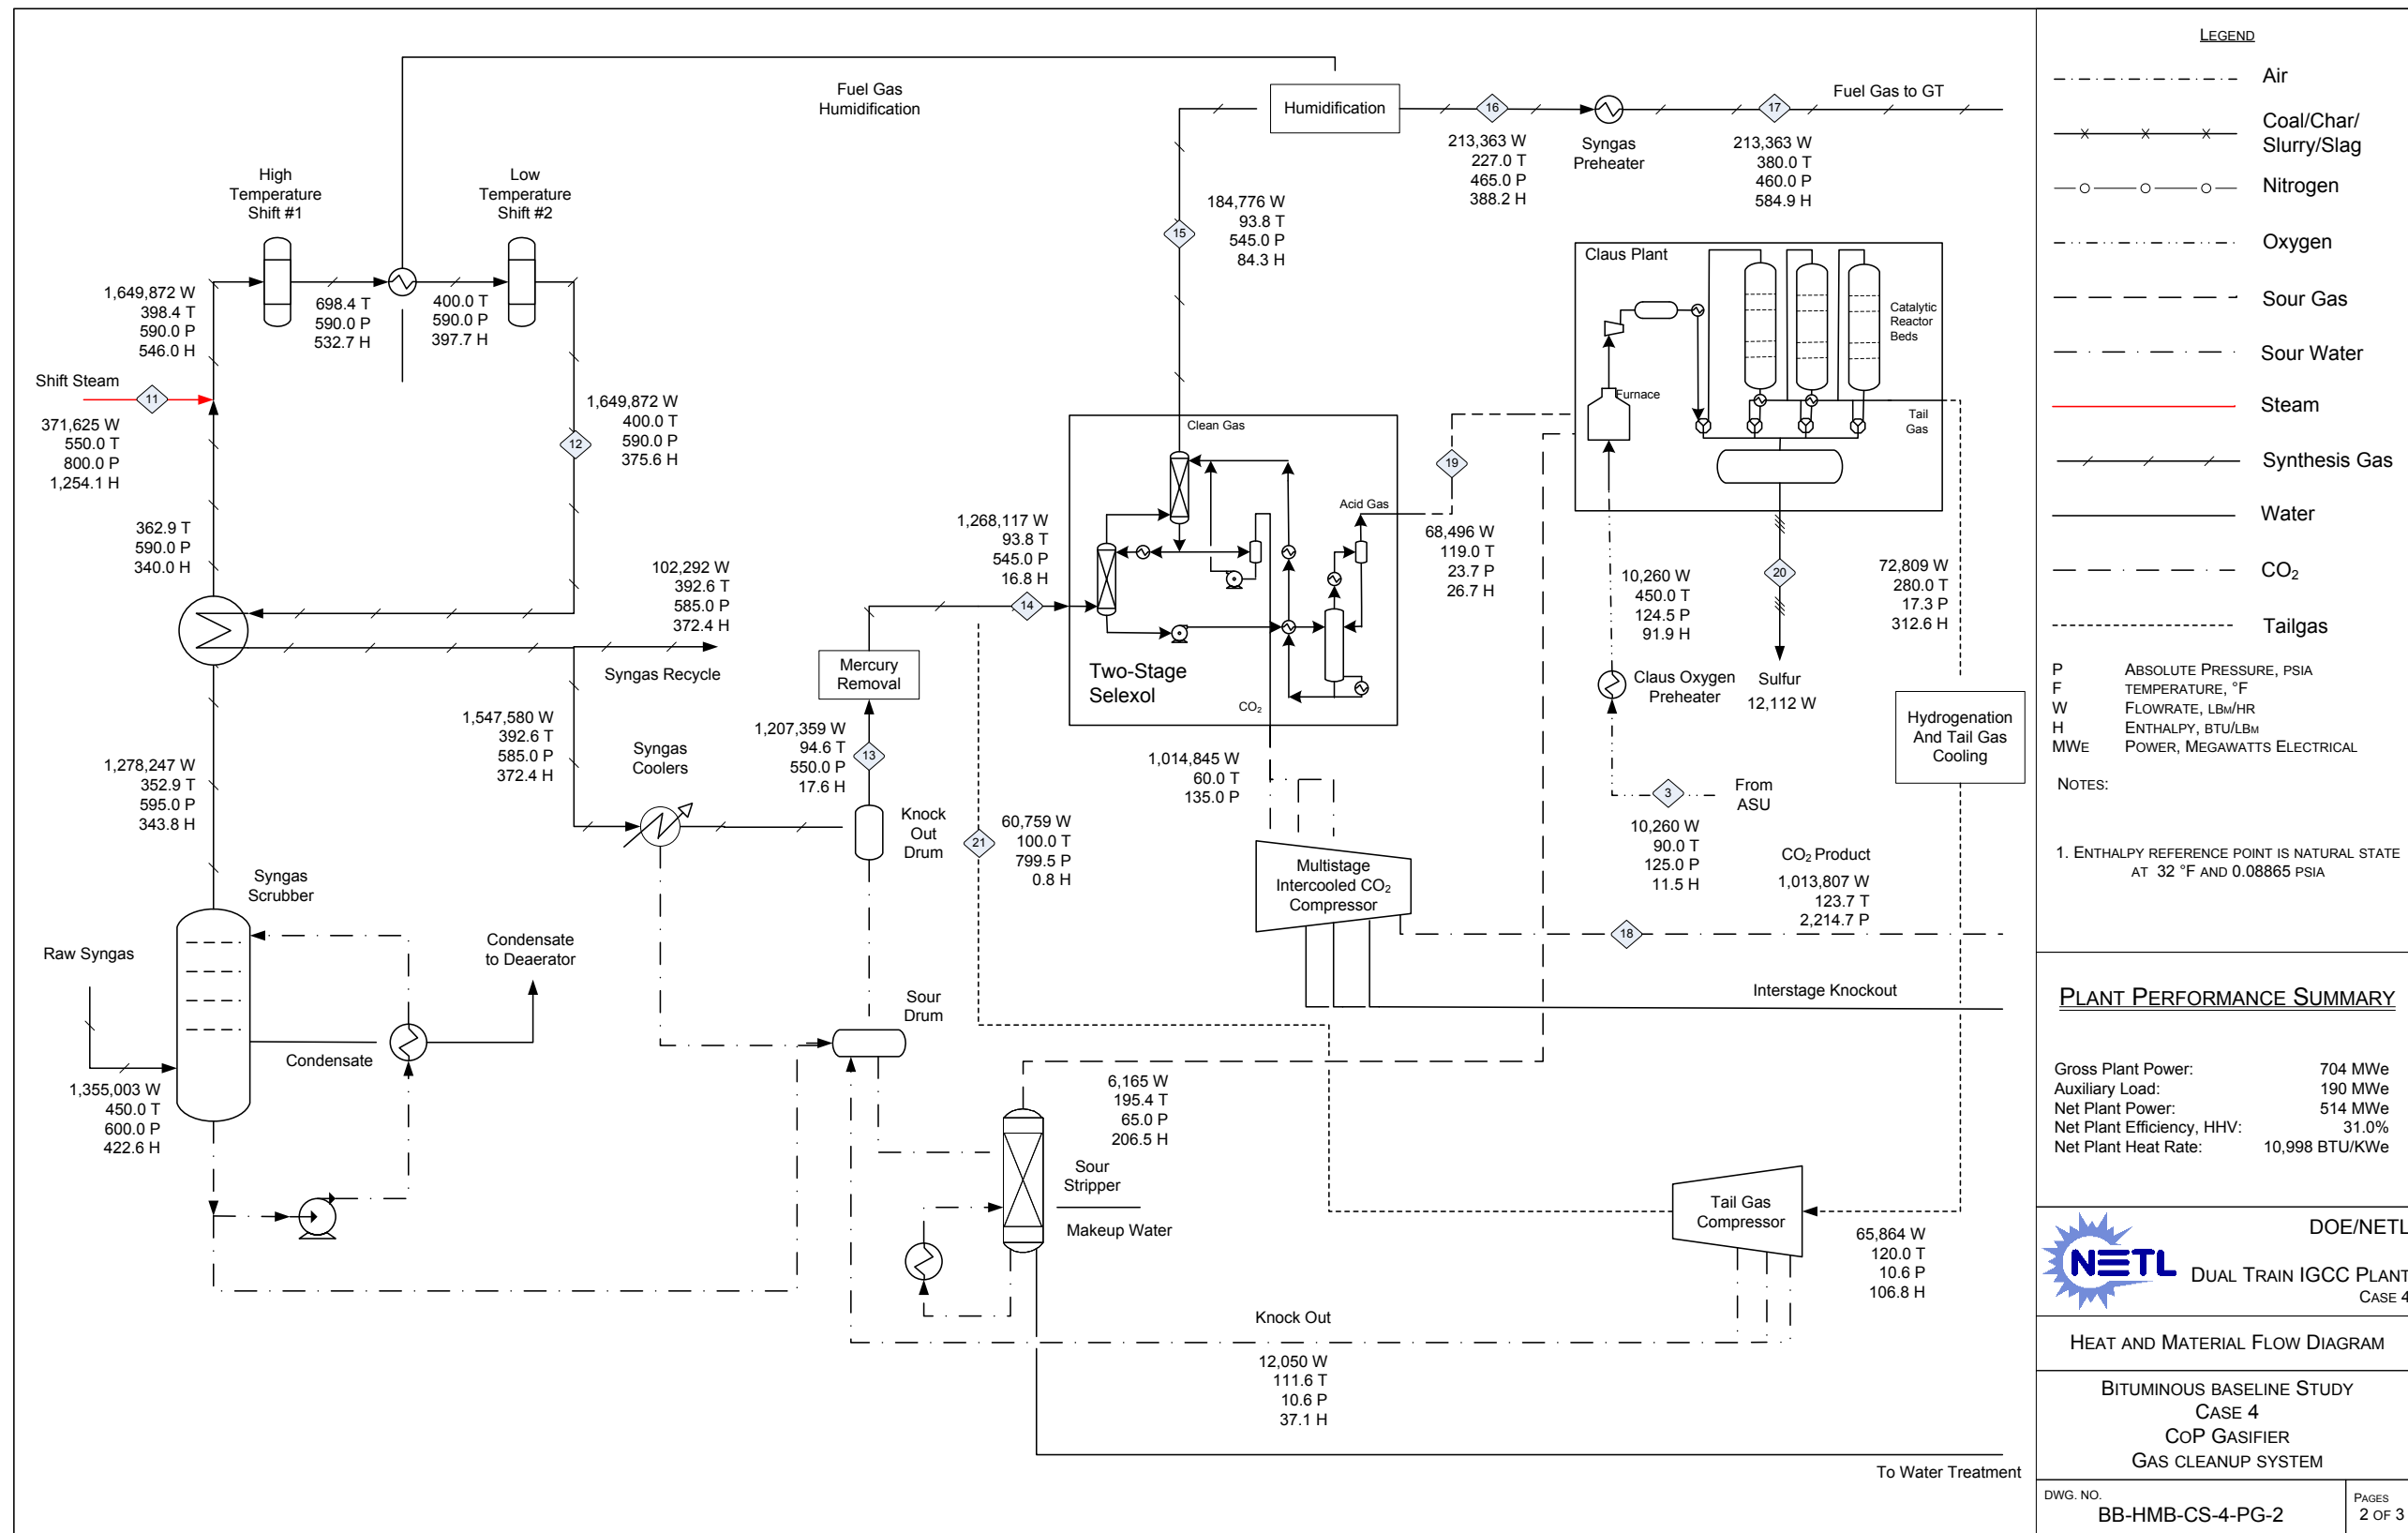 Fuel Gas
Humidification
Humidification
16
17
Fuel Gas to GT
213,363 W
227.0 T
465.0 P
388.2 H
Syngas
Preheater
213,363 W
380.0 T
460.0 P
584.9 H
High
Temperature
Shift #1
Low
Temperature
Shift #2
184,776 W
93.8 T
545.0 P
84.3 H
15
1,649,872 W
398.4 T
590.0 P
546.0 H
698.4 T
590.0 P
532.7 H
400.0 T
590.0 P
397.7 H
Shift Steam
11
371,625 W
550.0 T
800.0 P
1,254.1 H
1,649,872 W
400.0 T
590.0 P
375.6 H
12
362.9 T
590.0 P
340.0 H
102,292 W
392.6 T
585.0 P
372.4 H
Syngas Recycle
1,547,580 W
392.6 T
585.0 P
372.4 H
Syngas
Coolers
1,278,247 W
352.9 T
595.0 P
343.8 H
Syngas
Scrubber
Raw Syngas
1,355,003 W
450.0 T
600.0 P
422.6 H
Condensate
Condensate
to Deaerator
1,268,117 W
93.8 T
545.0 P
16.8 H
14
Mercury
Removal
1,207,359 W
94.6 T
550.0 P
17.6 H
13
Knock
Out
Drum
Sour
Drum
21
60,759 W
100.0 T
799.5 P
0.8 H
Clean Gas
Acid Gas
Two-Stage
Selexol
CO2
19
68,496 W
119.0 T
23.7 P
26.7 H
Claus Plant
Catalytic
Reactor
Beds
Furnace
Tail
Gas
10,260 W
450.0 T
124.5 P
91.9 H
20
72,809 W
280.0 T
17.3 P
312.6 H
Claus Oxygen
Preheater
Sulfur
12,112 W
Hydrogenation
And Tail Gas
Cooling
3
From
ASU
10,260 W
90.0 T
125.0 P
11.5 H
1,014,845 W
60.0 T
135.0 P
Multistage
Intercooled CO2
Compressor
CO2 Product
1,013,807 W
123.7 T
2,214.7 P
18
Interstage Knockout
6,165 W
195.4 T
65.0 P
206.5 H
Sour
Stripper
Makeup Water
Tail Gas
Compressor
65,864 W
120.0 T
10.6 P
106.8 H
Knock Out
12,050 W
111.6 T
10.6 P
37.1 H
To Water Treatment
LEGEND
Air
Coal/Char/
Slurry/Slag
Nitrogen
Oxygen
Sour Gas
Sour Water
Steam
Synthesis Gas
Water
CO2
Tailgas
P ABSOLUTE PRESSURE, PSIA
F TEMPERATURE, °F
W FLOWRATE, LBM/HR
H ENTHALPY, BTU/LBM
MWE POWER, MEGAWATTS ELECTRICAL
NOTES:
1. ENTHALPY REFERENCE POINT IS NATURAL STATE
AT 32 °F AND 0.08865 PSIA
PLANT PERFORMANCE SUMMARY
Gross Plant Power: 704 MWe
Auxiliary Load: 190 MWe
Net Plant Power: 514 MWe
Net Plant Efficiency, HHV: 31.0%
Net Plant Heat Rate: 10,998 BTU/KWe
NETL
DOE/NETL
DUAL TRAIN IGCC PLANT
CASE 4
HEAT AND MATERIAL FLOW DIAGRAM
BITUMINOUS BASELINE STUDY
CASE 4
COP GASIFIER
GAS CLEANUP SYSTEM
DWG. NO.
BB-HMB-CS-4-PG-2
PAGES
2 OF 3